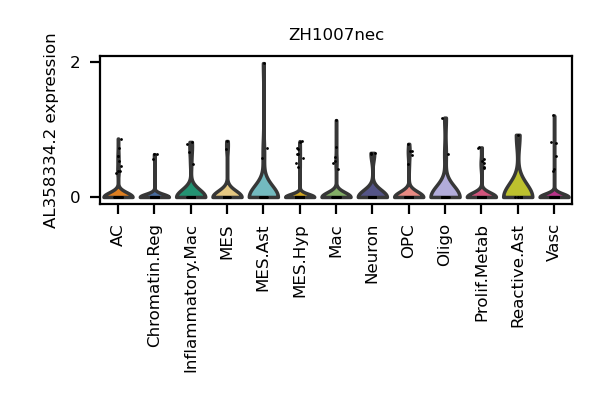 ZH1007nec
AL358334.2 expression
2
0
AC
Chromatin.Reg
Inflammatory.Mac
MES
MES.Ast
MES.Hyp
Mac
Neuron
OPC
Oligo
Prolif.Metab
Reactive.Ast
Vasc